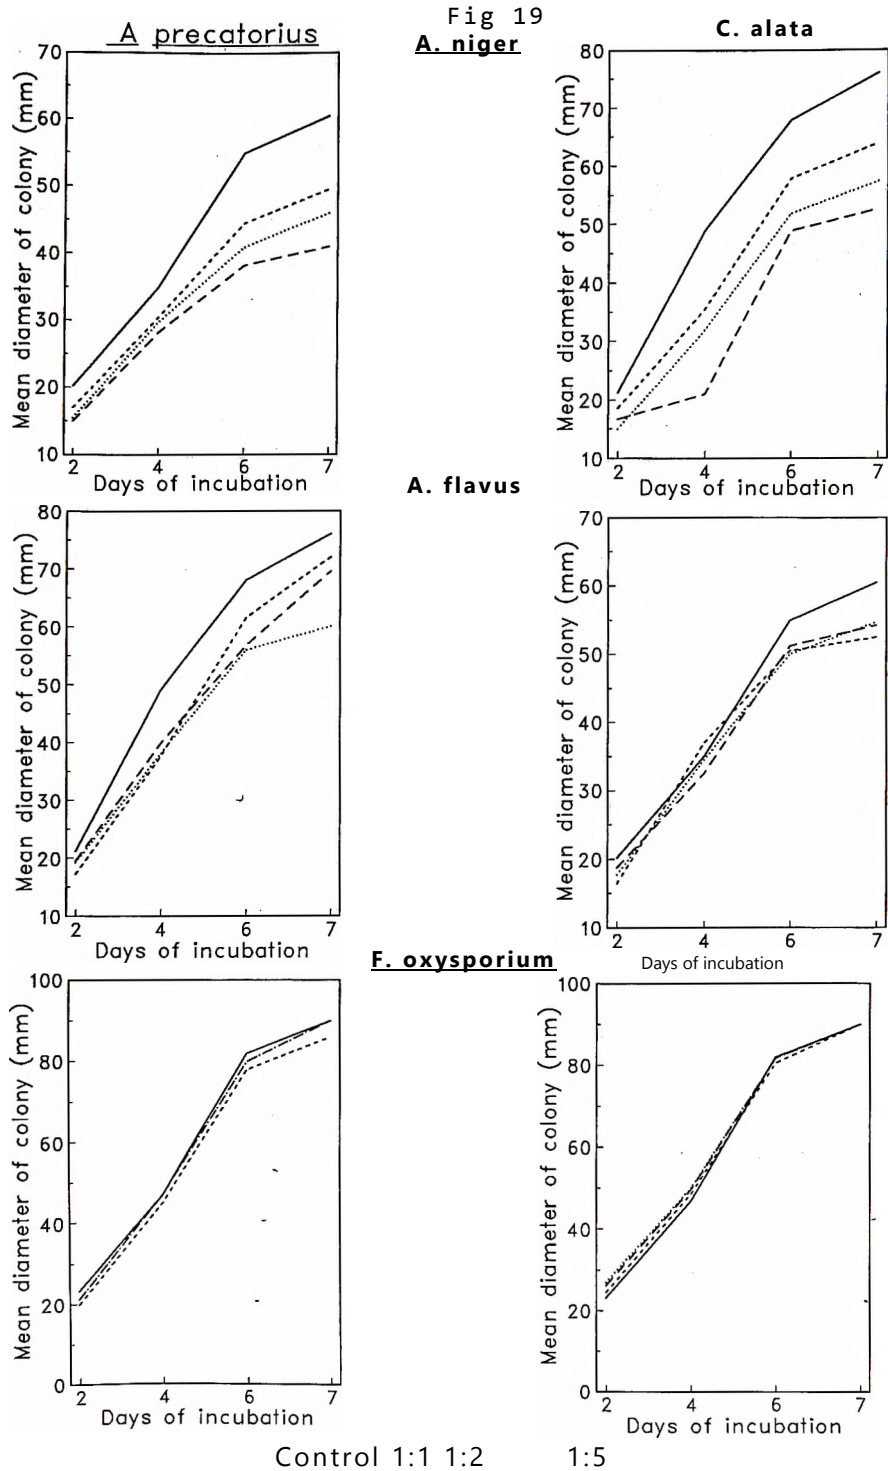 Fig 19
A precatorius
A. niger
C. alata
Mean diameter of colony (mm)
70
60
50
40
30
20
10
2 4 6 7
Days of incubation
Mean diameter of colony (mm)
80
70
60
50
40
30
20
10
2 4 6 7
Days of incubation
A. flavus
Mean diameter of colony (mm)
80
70
60
50
40
30
20
10
2 4 6 7
Days of incubation
Mean diameter of colony (mm)
70
60
50
40
30
20
10
2 4 6 7
Days of incubation
F. oxysporium
Mean diameter of colony (mm)
100
80
60
40
20
0
2 4 6 7
Days of incubation
Mean diameter of colony (mm)
100
80
60
40
20
0
2 4 6 7
Days of incubation
Control 1:1 1:2 1:5